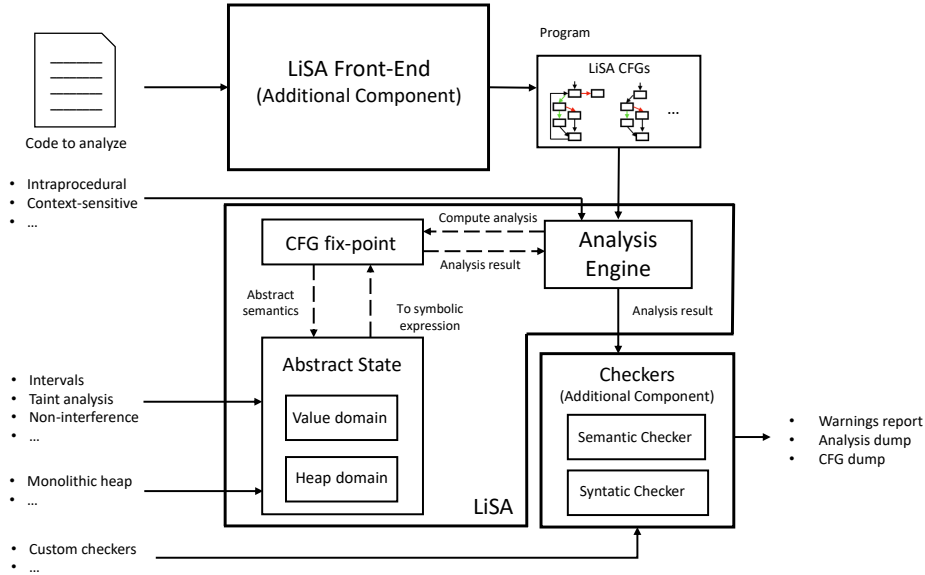 Program
LiSA Front-End
(Additional Component)
LiSA CFGs
...
Code to analyze
• Intraprocedural
• Context-sensitive
• ...
Compute analysis
CFG fix-point
Analysis result
Analysis
Engine
Abstract
semantics
To symbolic
expression
Analysis result
Abstract State
Value domain
Heap domain
LiSA
• Intervals
• Taint analysis
• Non-interference
• ...
• Monolithic heap
• ...
Checkers
(Additional Component)
Semantic Checker
Syntatic Checker
• Warnings report
• Analysis dump
• CFG dump
• Custom checkers
• ...